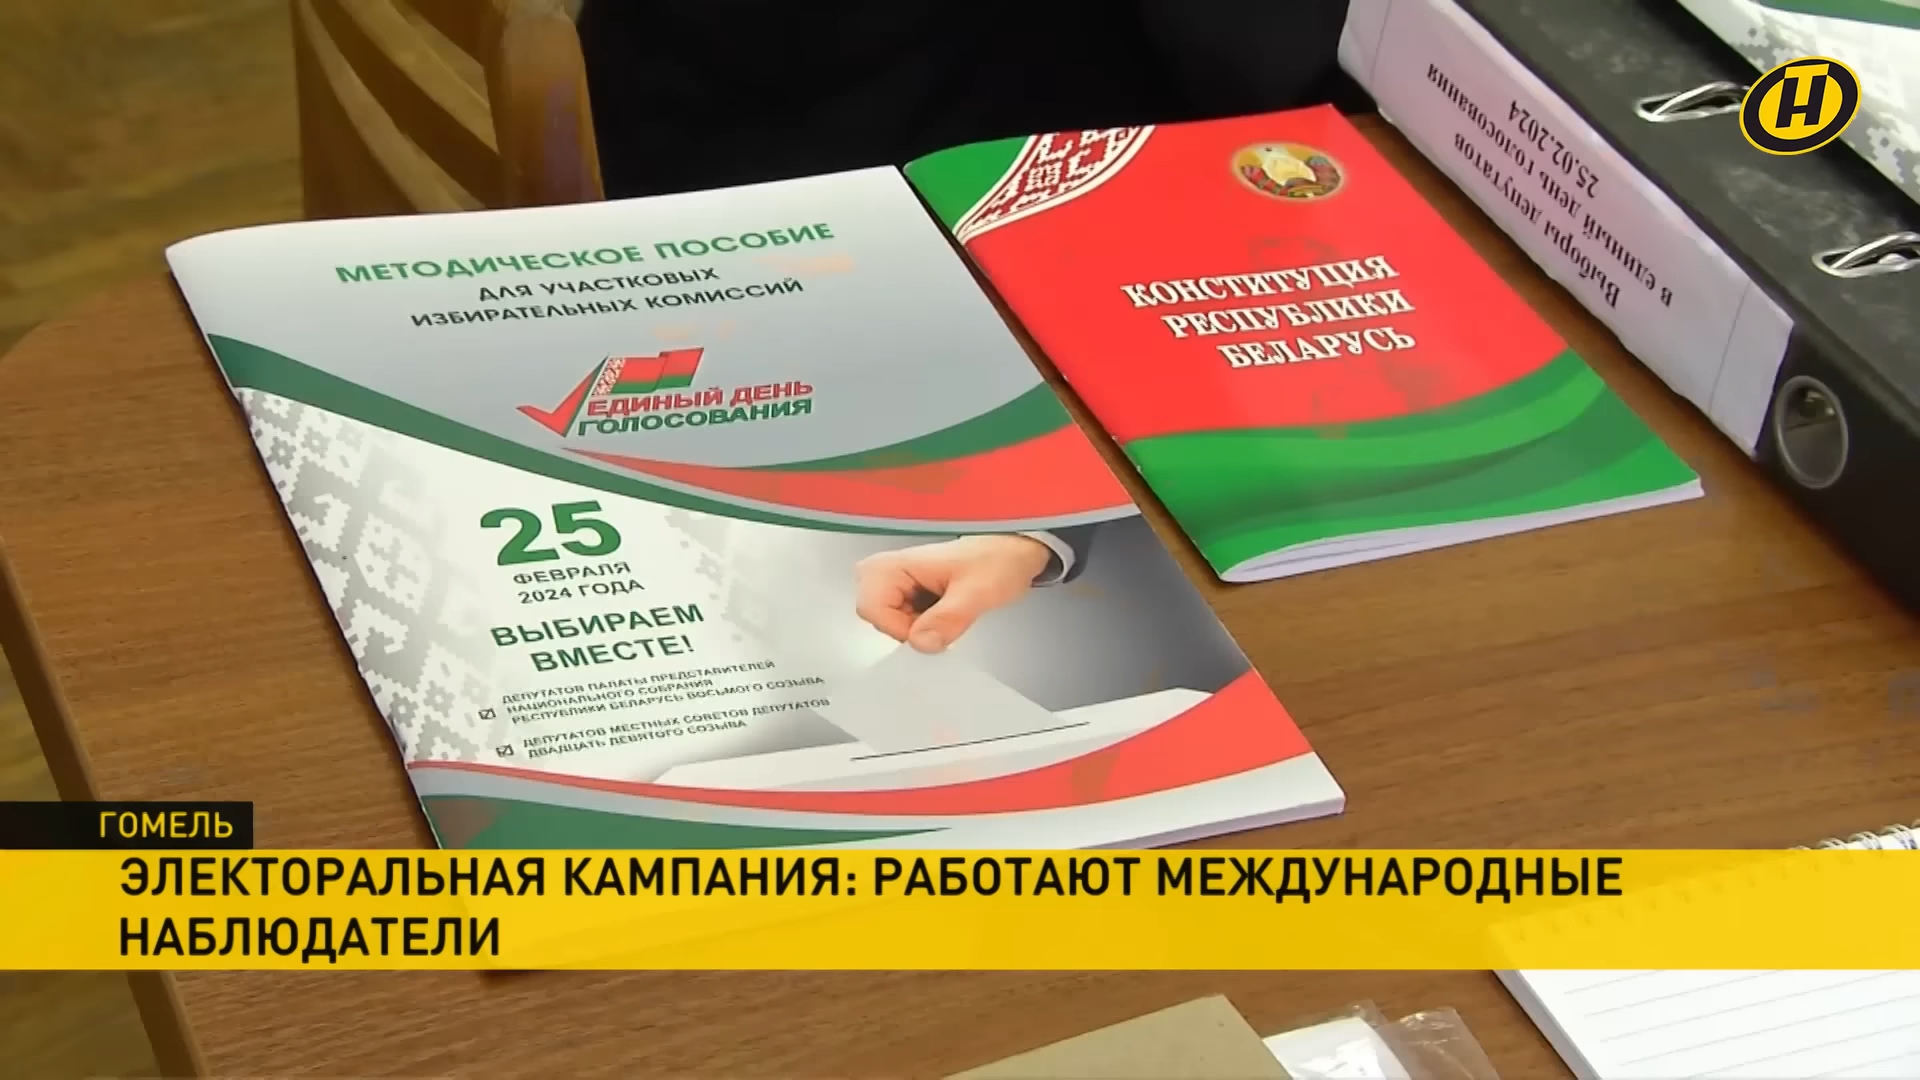 МЕТОДИЧЕСКОЕ ПОСОБИЕ
ДЛЯ УЧАСТКОВЫХ
ИЗБИРАТЕЛЬНЫХ КОМИССИЙ
ЕДИНЫЙ ДЕНЬ
ГОЛОСОВАНИЯ
25
ФЕВРАЛЯ
2024 ГОДА
ВЫБИРАЕМ
ВМЕСТЕ!
ДЕПУТАТОВ ПАЛАТЫ ПРЕДСТАВИТЕЛЕЙ
НАЦИОНАЛЬНОГО СОБРАНИЯ
РЕСПУБЛИКИ БЕЛАРУСЬ ВОСЬМОГО СОЗЫВА
ДЕПУТАТОВ МЕСТНЫХ СОВЕТОВ ДЕПУТАТОВ
ДВАДЦАТЬ ДЕВЯТОГО СОЗЫВА
КОНСТИТУЦИЯ
РЕСПУБЛИКИ
БЕЛАРУСЬ
Выборы депутатов
в единый день голосования
25.02.2024
ОНТ
ГОМЕЛЬ
ЭЛЕКТОРАЛЬНАЯ КАМПАНИЯ: РАБОТАЮТ МЕЖДУНАРОДНЫЕ
НАБЛЮДАТЕЛИ